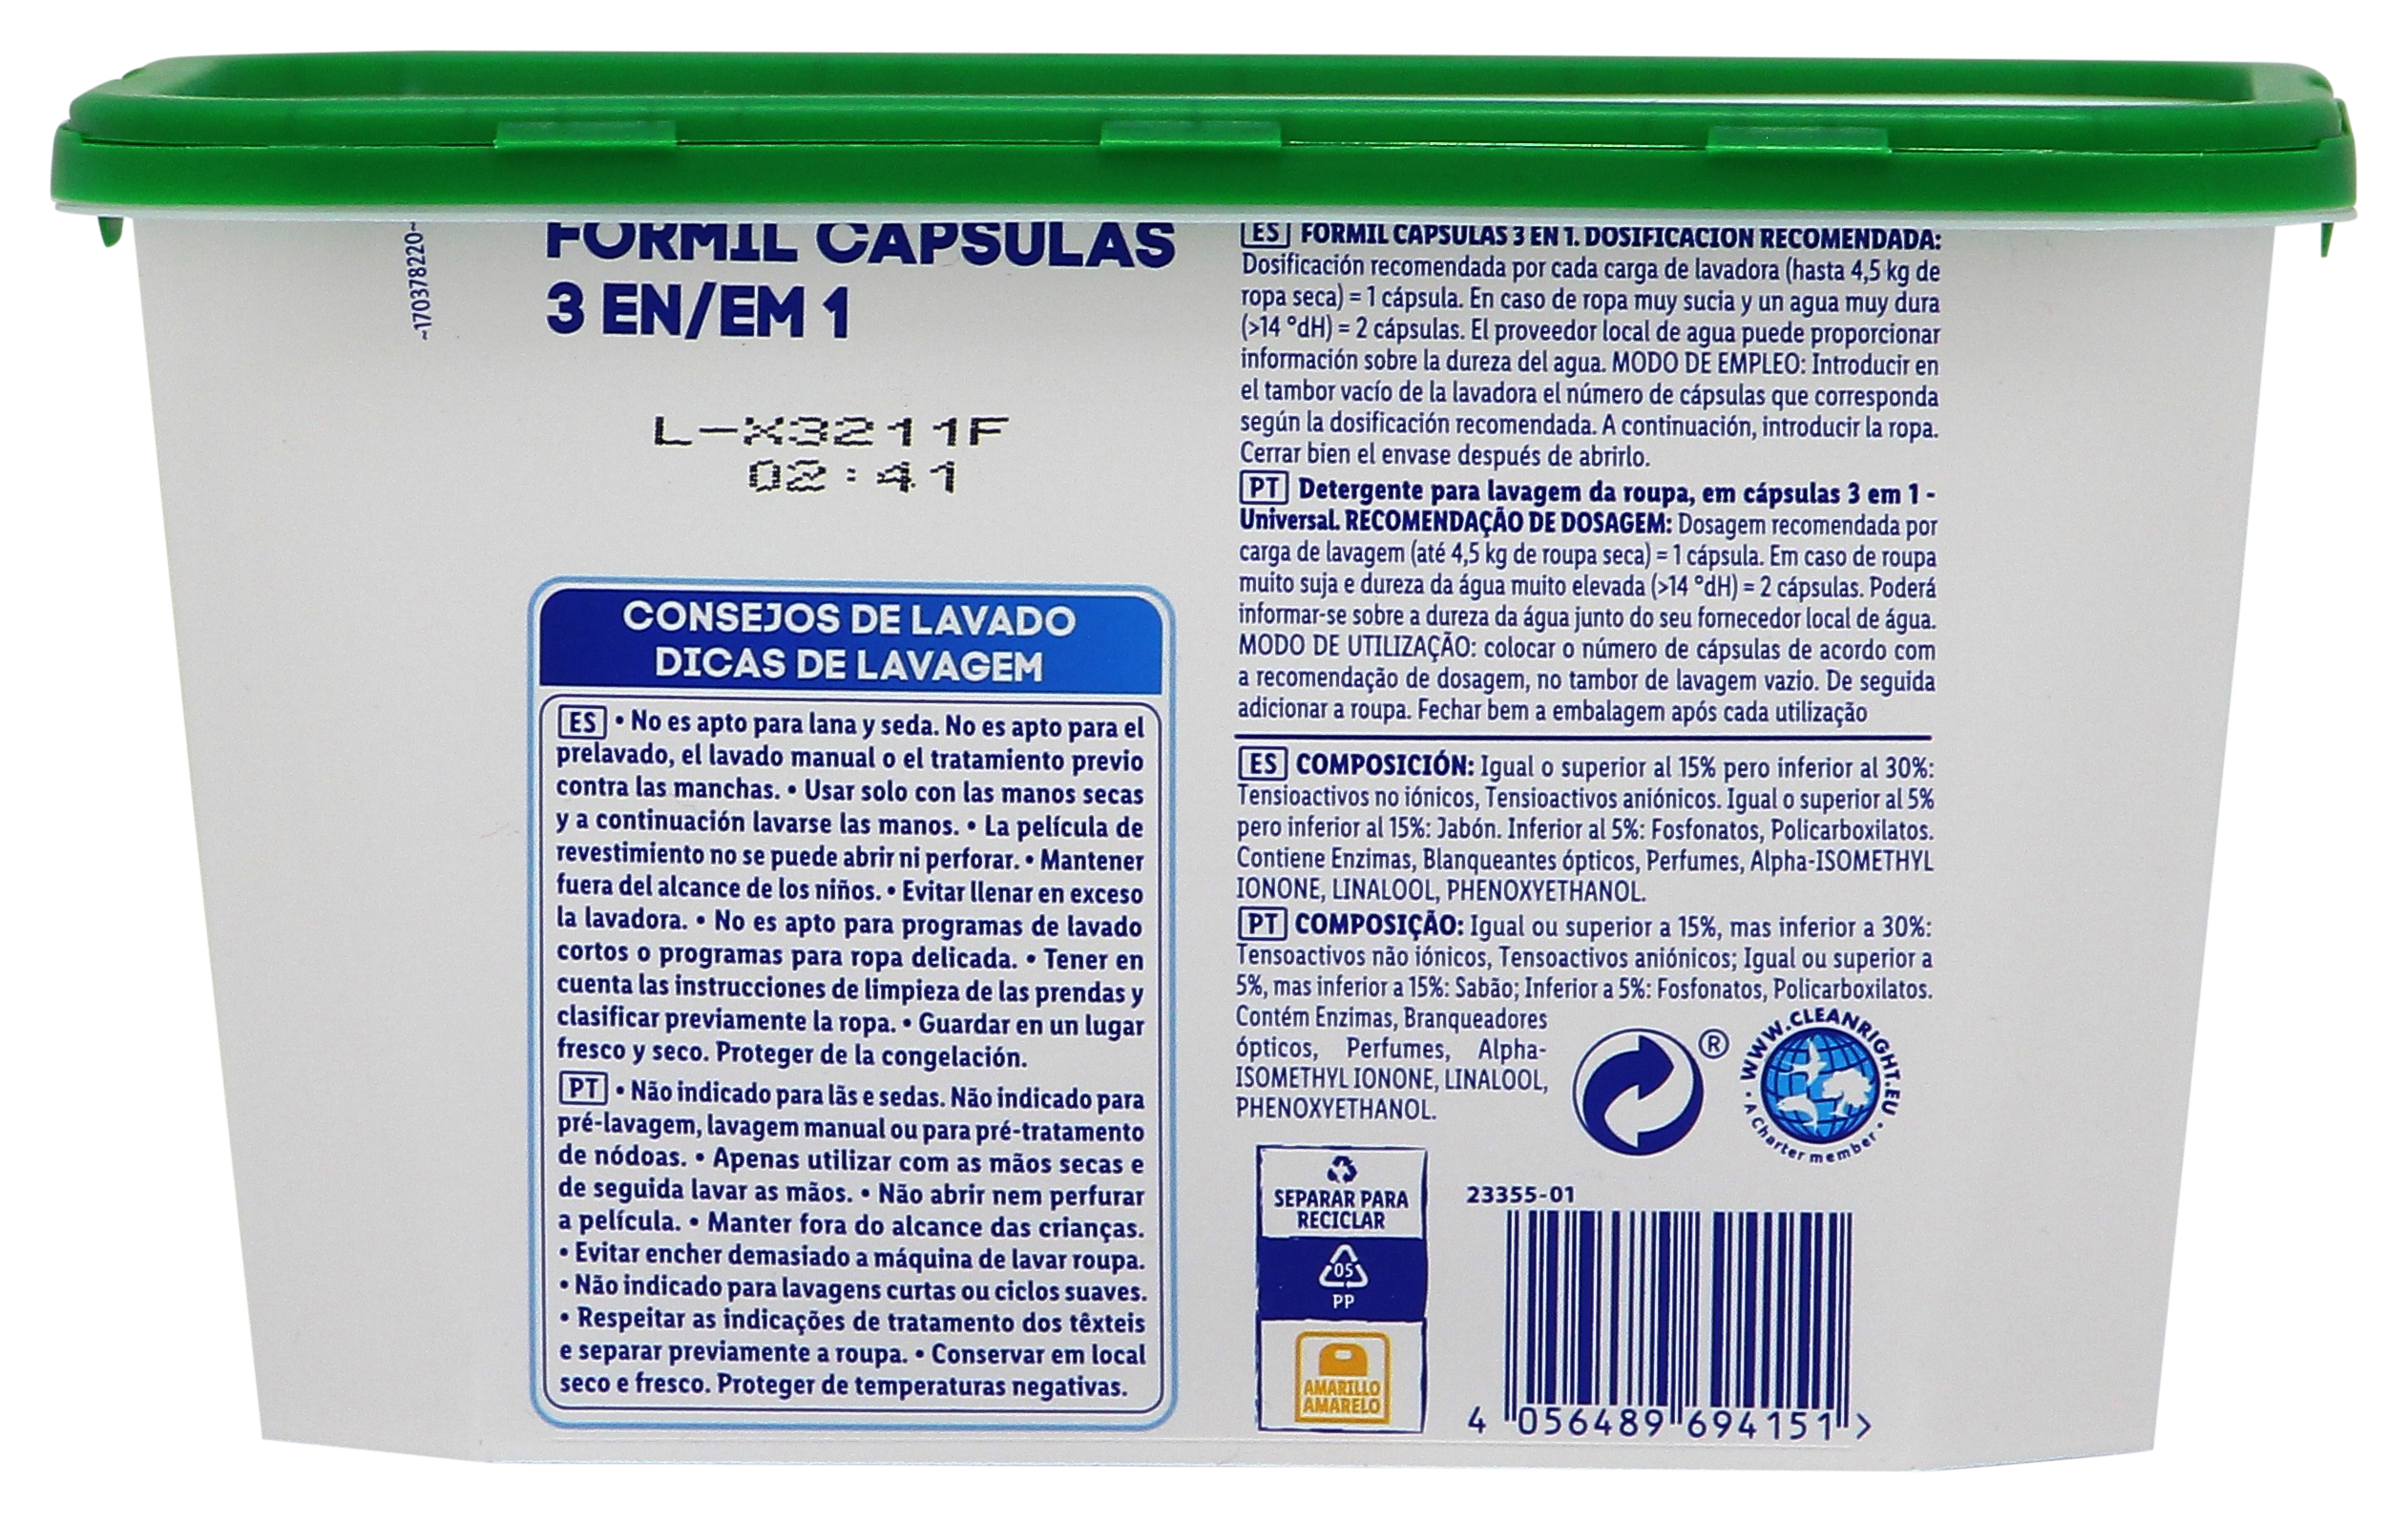 ~170378220~
FORMIL CAPSULAS
3 EN/EM 1
L-X3211F
02:41
CONSEJOS DE LAVADO
DICAS DE LAVAGEM
ES • No es apto para lana y seda. No es apto para el
prelavado, el lavado manual o el tratamiento previo
contra las manchas. • Usar solo con las manos secas
y a continuación lavarse las manos. • La película de
revestimiento no se puede abrir ni perforar. • Mantener
fuera del alcance de los niños. • Evitar llenar en exceso
la lavadora. • No es apto para programas de lavado
cortos o programas para ropa delicada. • Tener en
cuenta las instrucciones de limpieza de las prendas y
clasificar previamente la ropa. • Guardar en un lugar
fresco y seco. Proteger de la congelación.
PT • Não indicado para lãs e sedas. Não indicado para
pré-lavagem, lavagem manual ou para pré-tratamento
de nódoas. • Apenas utilizar com as mãos secas e
de seguida lavar as mãos. • Não abrir nem perfurar
a película. • Manter fora do alcance das crianças.
• Evitar encher demasiado a máquina de lavar roupa.
• Não indicado para lavagens curtas ou ciclos suaves.
• Respeitar as indicações de tratamento dos têxteis
e separar previamente a roupa. • Conservar em local
seco e fresco. Proteger de temperaturas negativas.
ES FORMIL CAPSULAS 3 EN 1. DOSIFICACION RECOMENDADA:
Dosificación recomendada por cada carga de lavadora (hasta 4,5 kg de
ropa seca) = 1 cápsula. En caso de ropa muy sucia y un agua muy dura
(>14 °dH) = 2 cápsulas. El proveedor local de agua puede proporcionar
información sobre la dureza del agua. MODO DE EMPLEO: Introducir en
el tambor vacío de la lavadora el número de cápsulas que corresponda
según la dosificación recomendada. A continuación, introducir la ropa.
Cerrar bien el envase después de abrirlo.
PT Detergente para lavagem da roupa, em cápsulas 3 em 1 -
Universal. RECOMENDAÇÃO DE DOSAGEM: Dosagem recomendada por
carga de lavagem (até 4,5 kg de roupa seca) = 1 cápsula. Em caso de roupa
muito suja e dureza da água muito elevada (>14 °dH) = 2 cápsulas. Poderá
informar-se sobre a dureza da água junto do seu fornecedor local de água.
MODO DE UTILIZAÇÃO: colocar o número de cápsulas de acordo com
a recomendação de dosagem, no tambor de lavagem vazio. De seguida
adicionar a roupa. Fechar bem a embalagem após cada utilização
ES COMPOSICIÓN: Igual o superior al 15% pero inferior al 30%:
Tensioactivos no iónicos, Tensioactivos aniónicos. Igual o superior al 5%
pero inferior al 15%: Jabón. Inferior al 5%: Fosfonatos, Policarboxilatos.
Contiene Enzimas, Blanqueantes ópticos, Perfumes, Alpha-ISOMETHYL
IONONE, LINALOOL, PHENOXYETHANOL.
PT COMPOSIÇÃO: Igual ou superior a 15%, mas inferior a 30%:
Tensoactivos não iónicos, Tensoactivos aniónicos; Igual ou superior a
5%, mas inferior a 15%: Sabão; Inferior a 5%: Fosfonatos, Policarboxilatos.
Contém Enzimas, Branqueadores
ópticos, Perfumes, Alpha-
ISOMETHYL IONONE, LINALOOL,
PHENOXYETHANOL.
®
WWW.CLEANRIGHT.EU
• A Charter member •
SEPARAR PARA
RECICLAR
05
PP
AMARILLO
AMARELO
23355-01
4 056489 694151 >